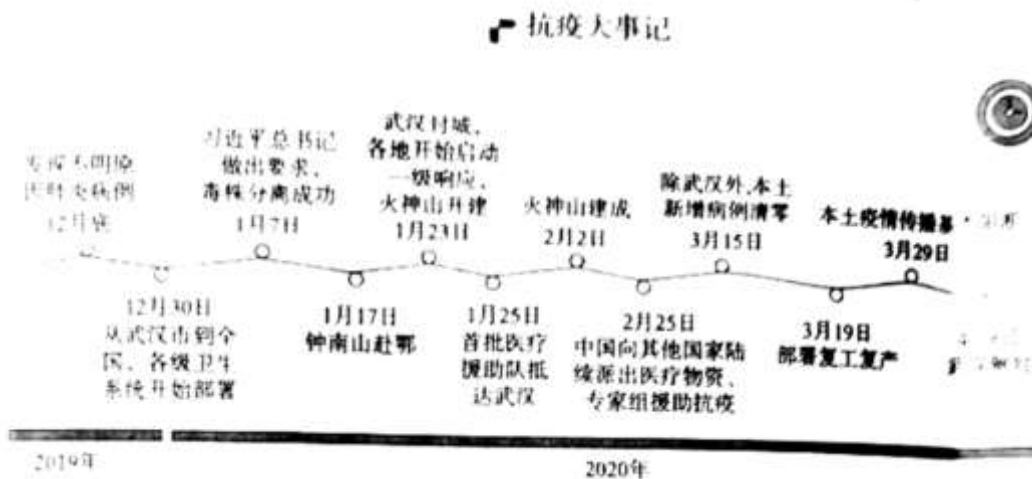 抗疫大事记
发现不明原
因肺炎病例
12月底
习近平总书记
做出要求、
毒株分离成功
1月7日
武汉封城、
各地开始启动
一级响应、
火神山开建
1月23日
火神山建成
2月2日
除武汉外,本土
新增病例清零
3月15日
本土疫情传播基
3月29日
12月30日
从武汉市到全
国、各级卫生
系统开始部署
1月17日
钟南山赴鄂
1月25日
首批医疗
援助队抵
达武汉
2月25日
中国向其他国家陆
续派出医疗物资、
专家组援助抗疫
3月19日
部署复工复产
2019年
2020年